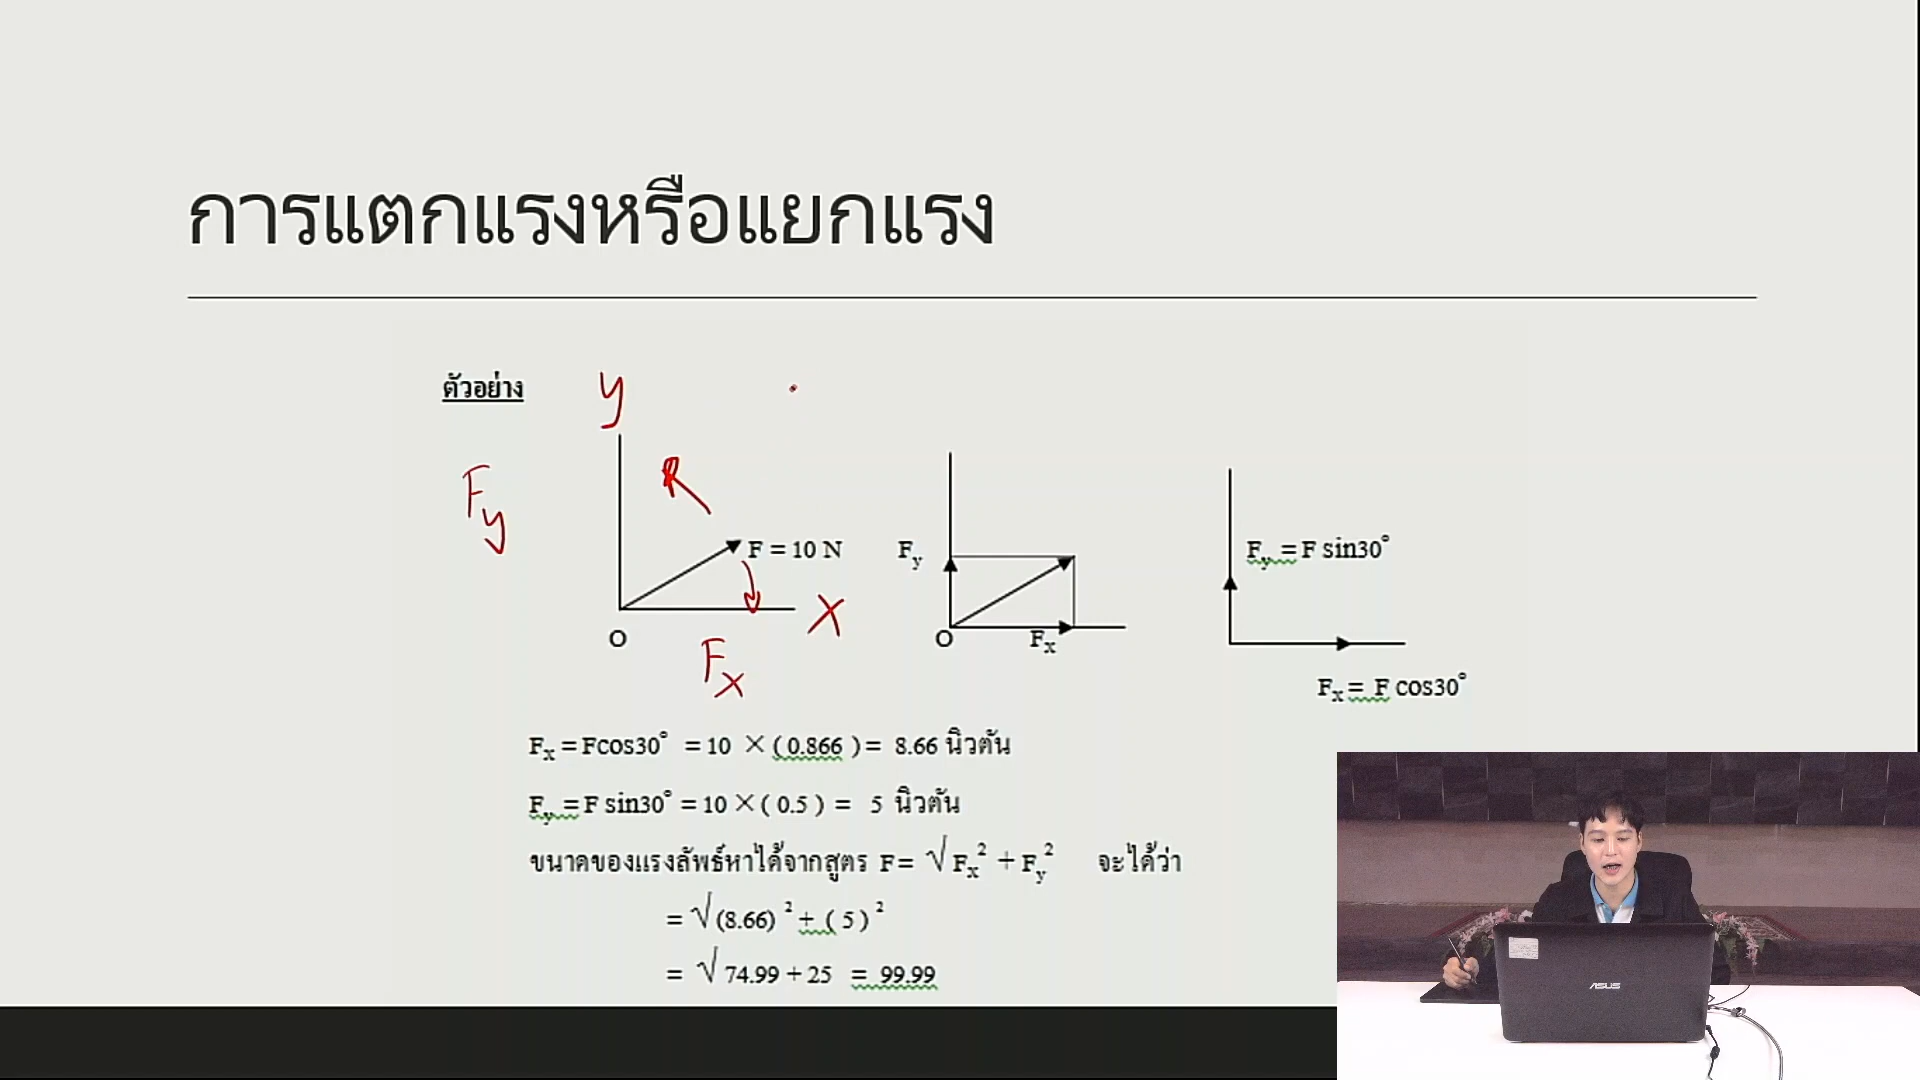 การแตกแรงหรือแยกแรง
ตัวอย่าง
y
R
Fy
F = 10 N
X
O
Fx
Fy
O
Fx
Fy = F sin30°
Fx = F cos30°
Fx = Fcos30° = 10 × ( 0.866 ) = 8.66 นิวตัน
Fy = F sin30° = 10 × ( 0.5 ) = 5 นิวตัน
ขนาดของแรงลัพธ์หาได้จากสูตร F = √ Fx² + Fy² จะได้ว่า
= √ (8.66) ² + ( 5 ) ²
= √ 74.99 + 25 = 99.99
ASUS